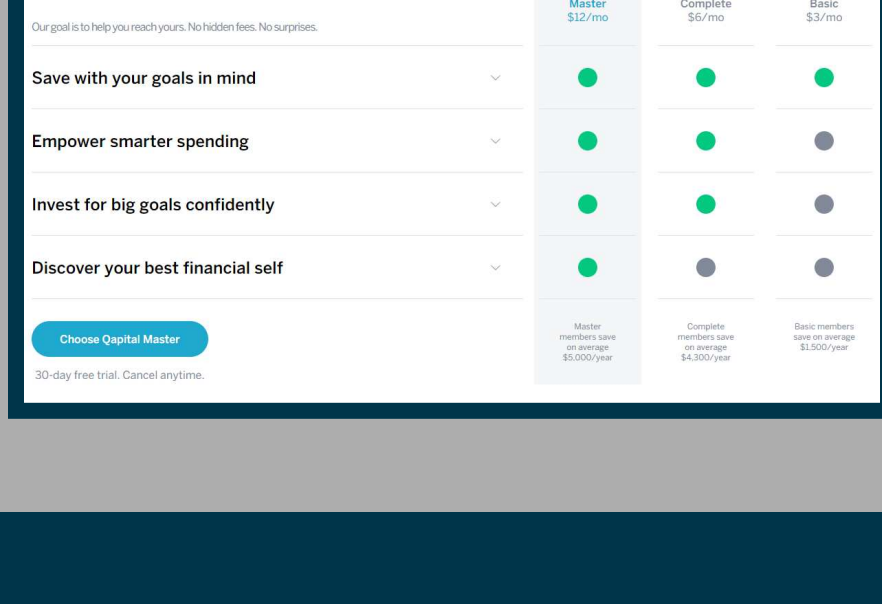 Master
Complete
Basic
$12/mo
$6/mo
$3/mo
Our goal is to help you reach yours. No hidden fees. No surprises.
Save with your goals in mind
Empower smarter spending
Invest for big goals confidently
Discover your best financial self
Choose Qapital Master
30-day free trial. Cancel anytime.
Master
members save
on average
$5,000/year
Complete
members save
on average
$4,300/year
Basic members
save on average
$1,500/year